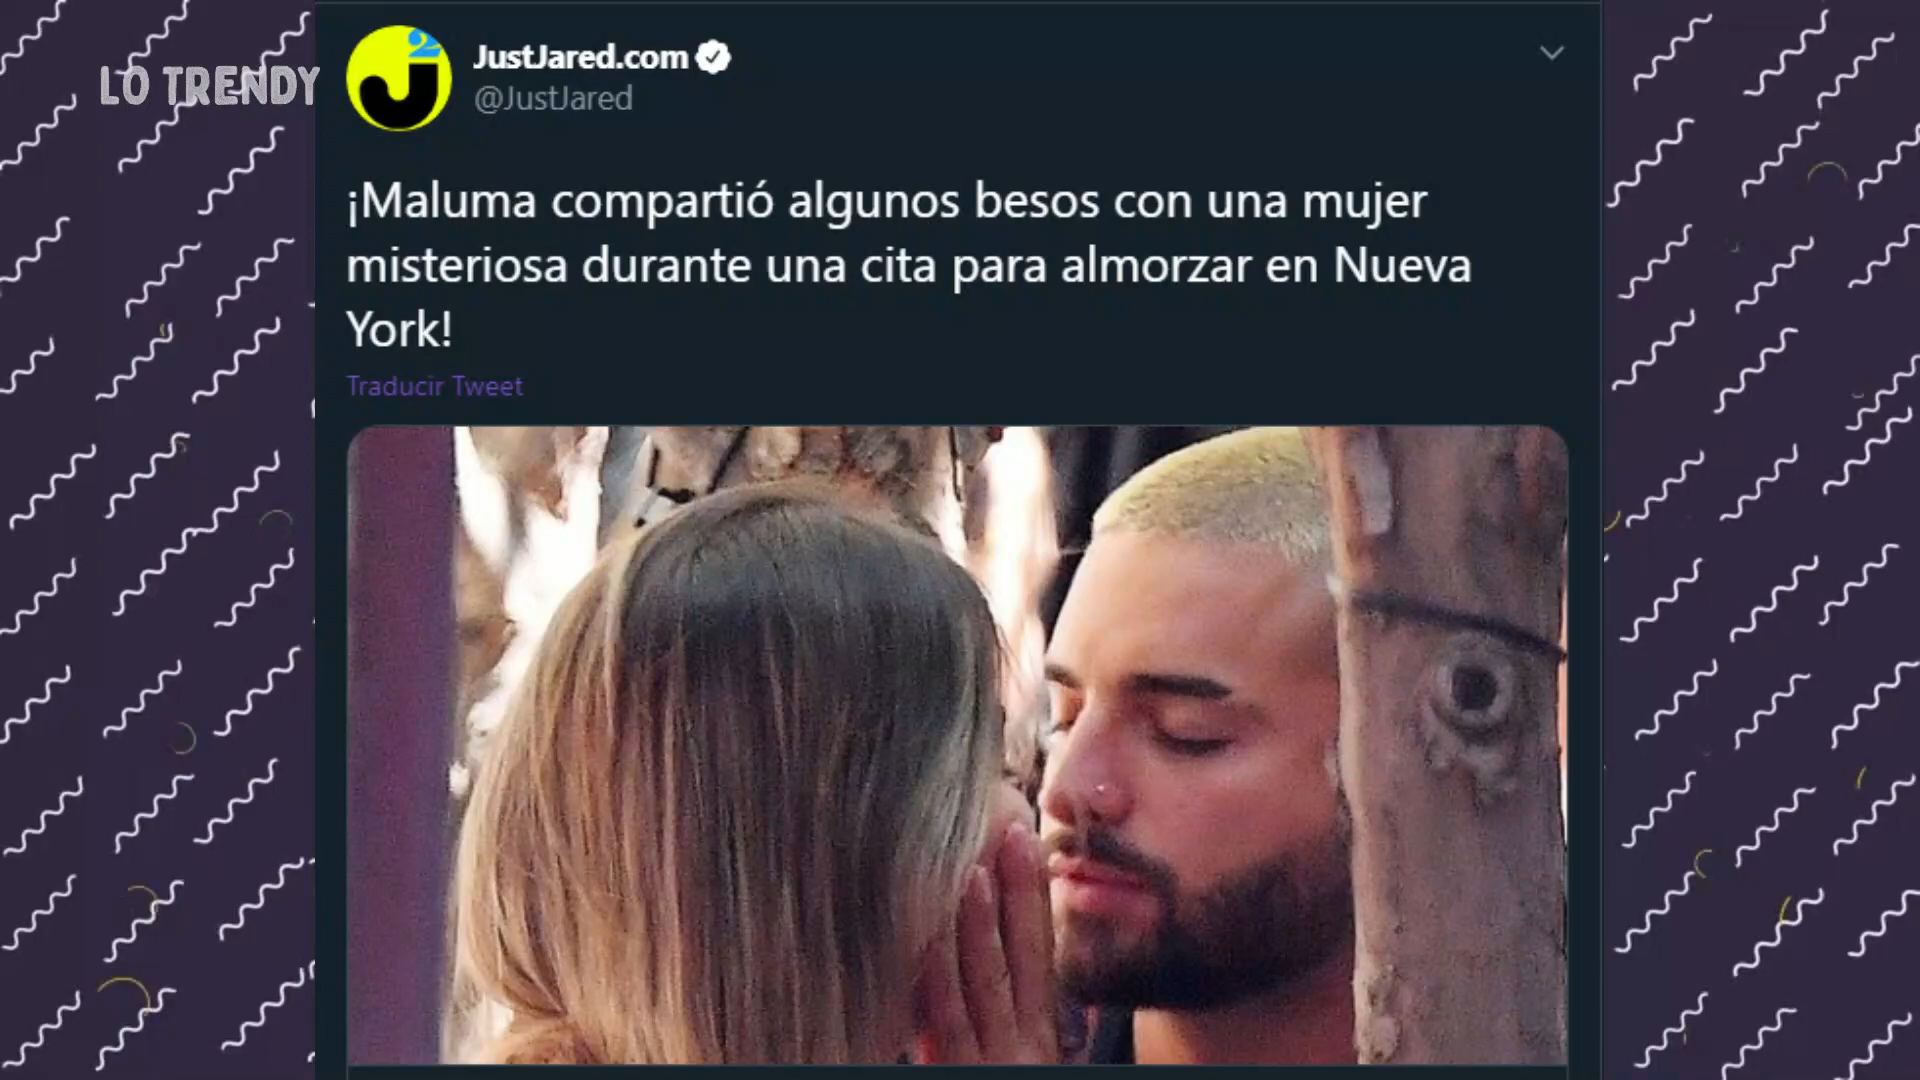 LO TRENDY
JustJared.com
@JustJared
¡Maluma compartió algunos besos con una mujer
misteriosa durante una cita para almorzar en Nueva
York!
Traducir Tweet